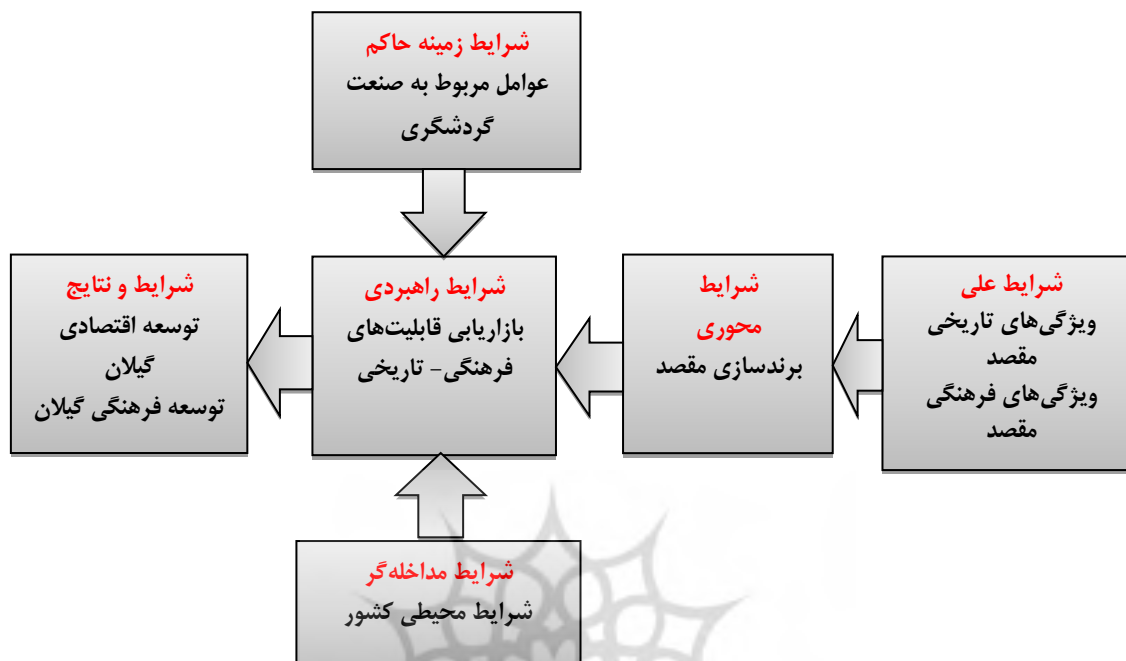 شرایط زمینه حاکم
عوامل مربوط به صنعت
گردشگری
شرایط علی
ویژگی‌های تاریخی
مقصد
ویژگی‌های فرهنگی
مقصد
شرایط
محوری
برندسازی مقصد
شرایط راهبردی
بازاریابی قابلیت‌های
فرهنگی- تاریخی
شرایط و نتایج
توسعه اقتصادی
گیلان
توسعه فرهنگی گیلان
شرایط مداخله‌گر
شرایط محیطی کشور